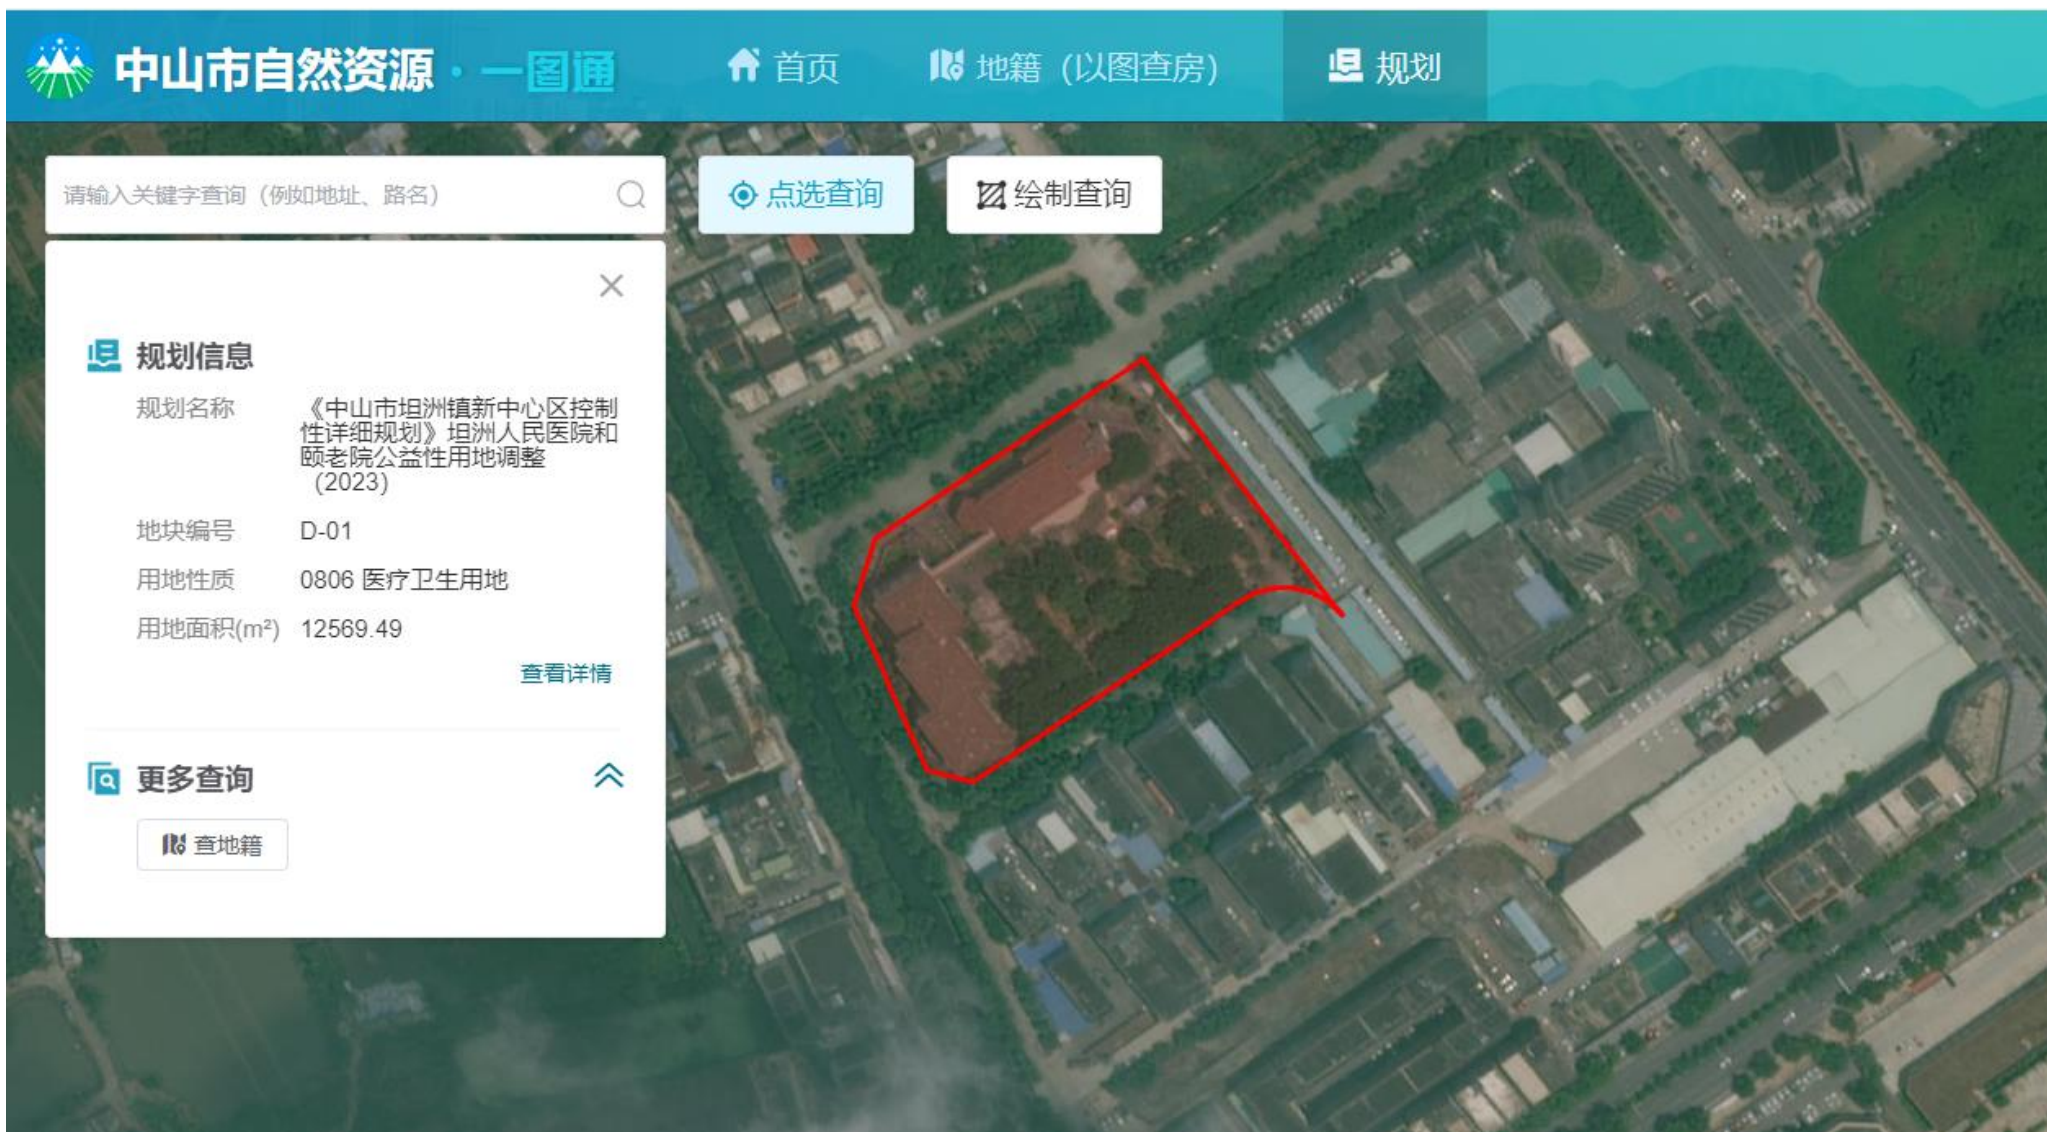 中山市自然资源·一图通
首页
地籍（以图查房）
规划
请输入关键字查询（例如地址、路名）
点选查询
绘制查询
规划信息
规划名称
《中山市坦洲镇新中心区控制
性详细规划》坦洲人民医院和
颐老院公益性用地调整
（2023）
地块编号 D-01
用地性质 0806 医疗卫生用地
用地面积(m²) 12569.49
查看详情
更多查询
查地籍